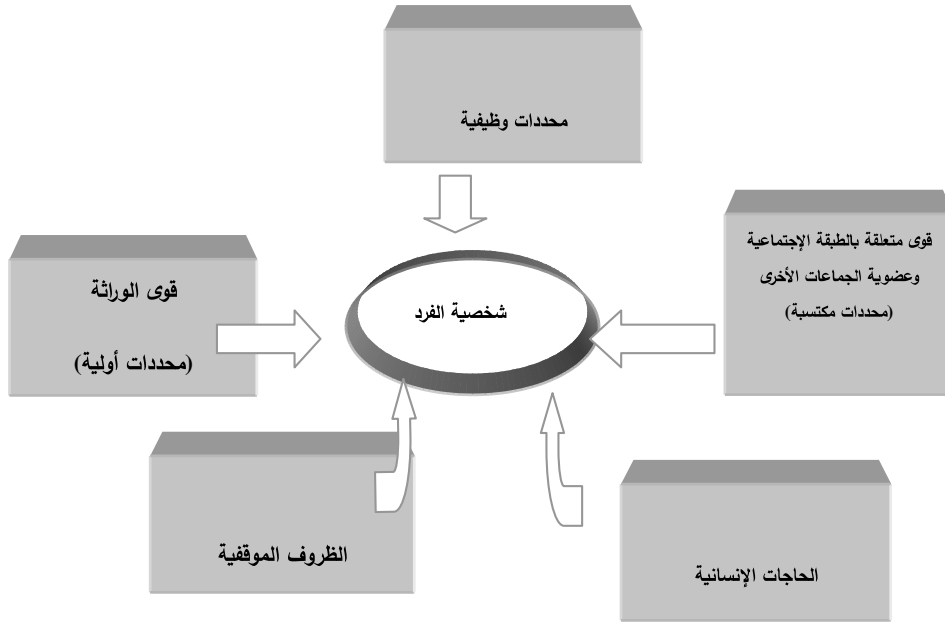 محددات وظيفية
قوى متعلقة بالطبقة الإجتماعية
وعضوية الجماعات الأخرى
(محددات مكتسبة)
قوى الوراثة
(محددات أولية)
شخصية الفرد
الظروف الموقفية
الحاجات الإنسانية